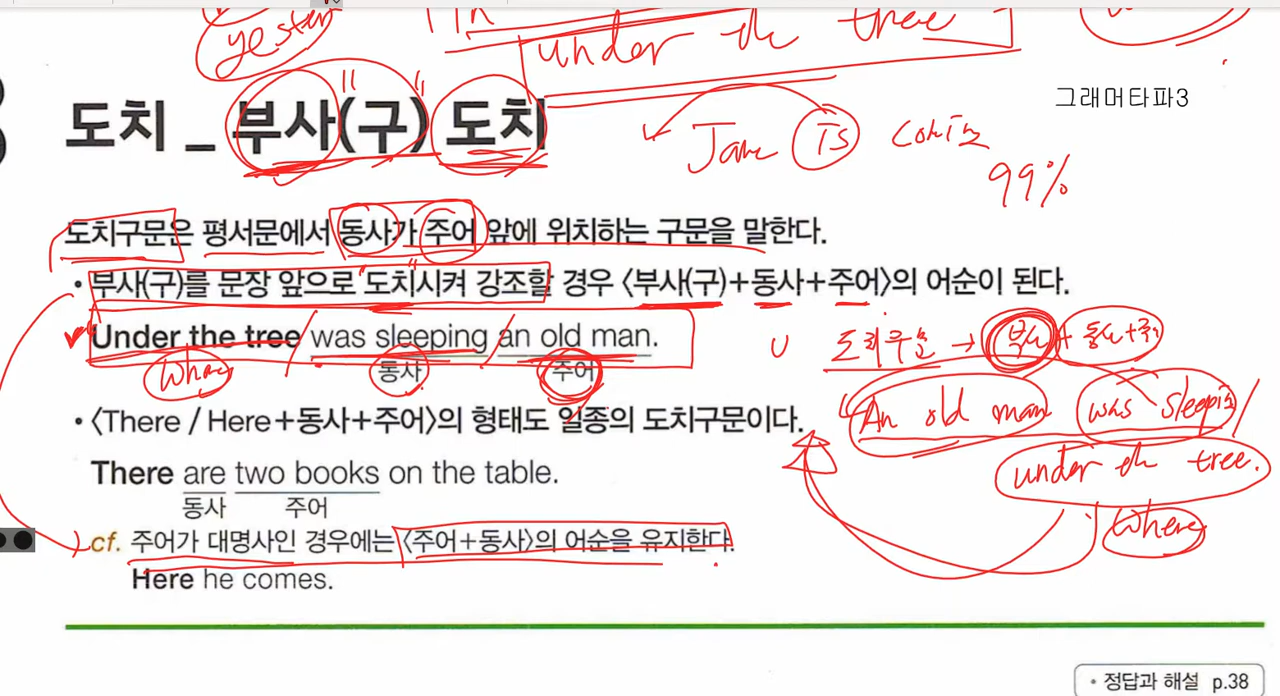 yester
under the tree
그래머타파3
도치 _ 부사(구) 도치
Jane is
99%
도치구문은 평서문에서 동사가 주어 앞에 위치하는 구문을 말한다.
• 부사(구)를 문장 앞으로 도치시켜 강조할 경우 〈부사(구)+동사+주어〉의 어순이 된다.
Under the tree / was sleeping / an old man.
where 동사 주어
도치구문 → 부사 + 동사+주어
"An old man was sleeping /
under the tree.
where
• 〈There / Here+동사+주어〉의 형태도 일종의 도치구문이다.
There are two books on the table.
동사 주어
cf. 주어가 대명사인 경우에는 〈주어+동사〉의 어순을 유지한다.
Here he comes.
• 정답과 해설 p.38